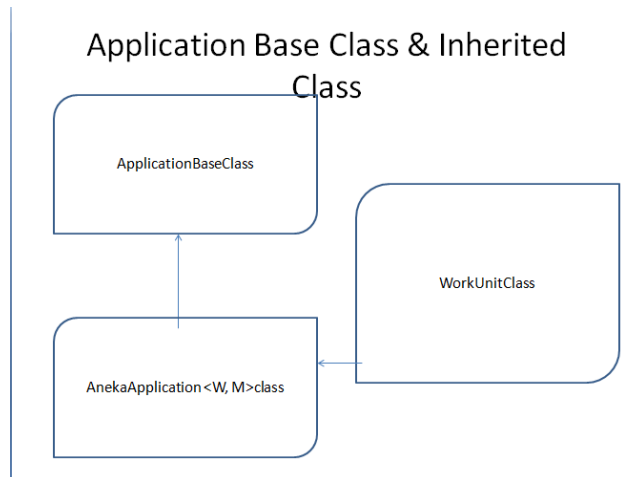 Application Base Class & Inherited
Class
ApplicationBaseClass
WorkUnitClass
AnekaApplication<W, M>class